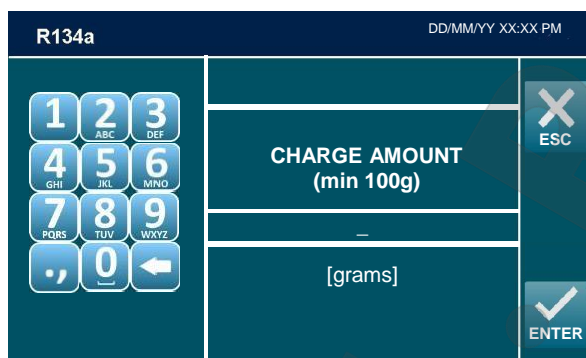 R134a
DD/MM/YY XX:XX PM
1 2 ABC 3 DEF
4 GHI 5 JKL 6 MNO
7 PQRS 8 TUV 9 WXYZ
., 0
CHARGE AMOUNT
(min 100g)
_
[grams]
ESC
ENTER